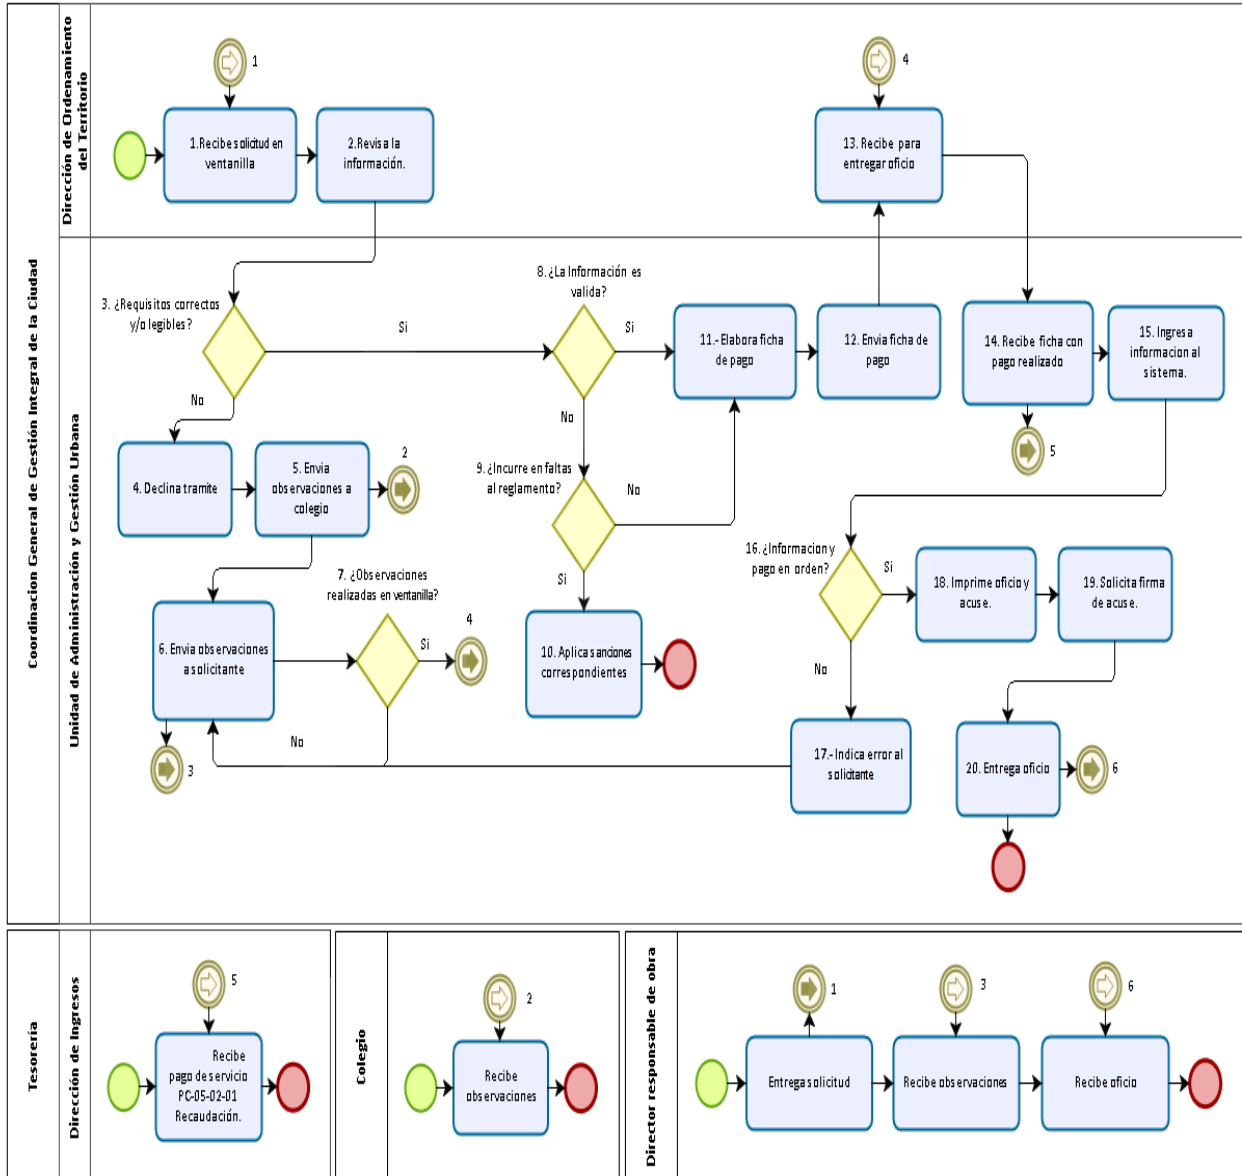 Coordinacion General de Gestión Integral de la Ciudad
Dirección de Ordenamiento
del Territorio
1
1.Recibe solicitud en
ventanilla
2.Revisa la
información.
4
13. Recibe para
entregar oficio
Unidad de Administración y Gestión Urbana
3. ¿Requisitos correctos
y/o legibles?
Si
No
8. ¿La Información es
valida?
Si
No
11.- Elabora ficha
de pago
12. Envia ficha de
pago
14. Recibe ficha con
pago realizado
15. Ingresa
informacion al
sistema.
5
4. Declina tramite
5. Envia
observaciones a
colegio
2
9. ¿Incurre en faltas
al reglamento?
No
Si
16. ¿Informacion y
pago en orden?
Si
No
18. Imprime oficio y
acuse.
19. Solicita firma
de acuse.
6. Envia observaciones
a solicitante
7. ¿Observaciones
realizadas en ventanilla?
Si
4
No
3
10. Aplica sanciones
correspondientes
17.- Indica error al
solicitante
20. Entrega oficio
6
Tesorería
Dirección de Ingresos
5
Recibe
pago de servicio
PC-05-02-01
Recaudación.
Colegio
2
Recibe
observaciones
Director responsable de obra
1
Entrega solicitud
3
Recibe observaciones
6
Recibe oficio